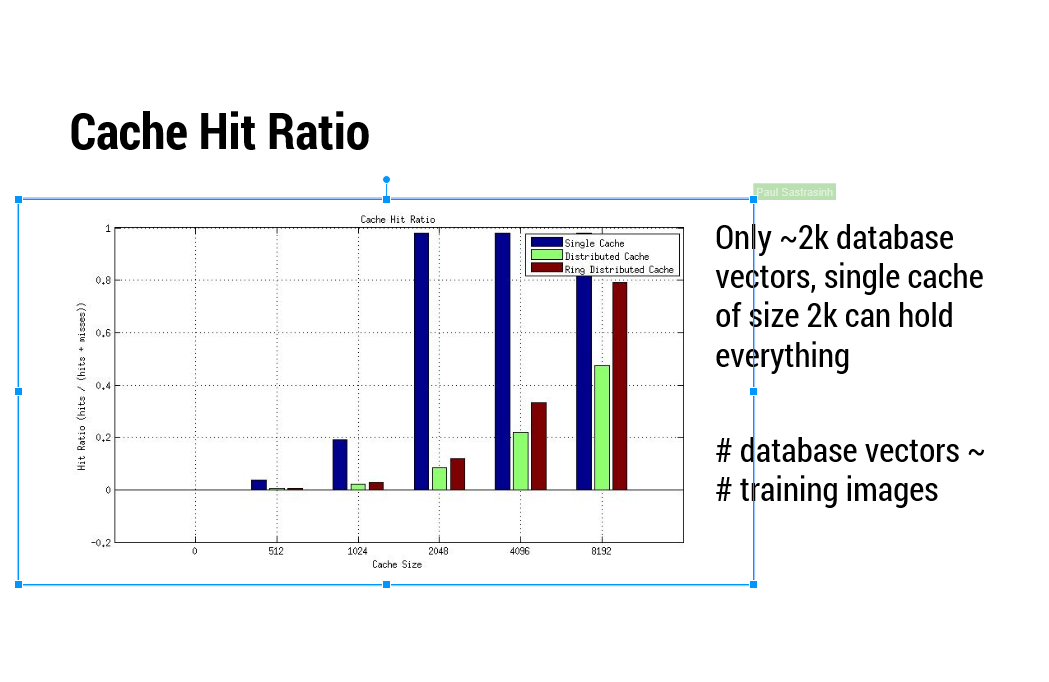 Cache Hit Ratio
Paul Sastrasinh
Cache Hit Ratio
Single Cache
Distributed Cache
Ring Distributed Cache
Hit Ratio (hits / (hits + misses))
1
0.8
0.6
0.4
0.2
0
-0.2
0 512 1024 2048 4096 8192
Cache Size
Only ~2k database
vectors, single cache
of size 2k can hold
everything
# database vectors ~
# training images